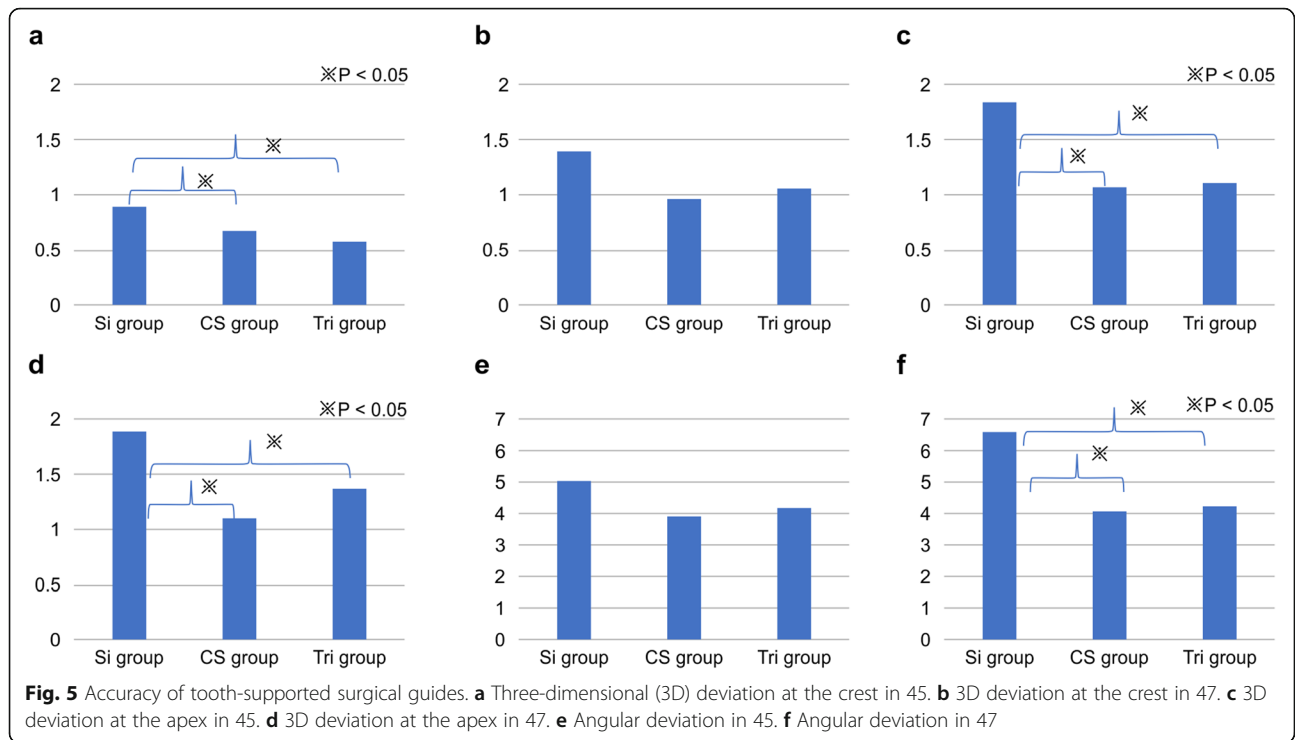 a
※P < 0.05
2
1.5
1
0.5
0
※
※
Si group CS group Tri group
b
2
1.5
1
0.5
0
Si group CS group Tri group
c
※P < 0.05
2
1.5
1
0.5
0
※
※
Si group CS group Tri group
d
※P < 0.05
2
1.5
1
0.5
0
※
※
Si group CS group Tri group
e
7
6
5
4
3
2
1
0
Si group CS group Tri group
f
※P < 0.05
7
6
5
4
3
2
1
0
※
※
Si group CS group Tri group
Fig. 5 Accuracy of tooth-supported surgical guides. a Three-dimensional (3D) deviation at the crest in 45. b 3D deviation at the crest in 47. c 3D
deviation at the apex in 45. d 3D deviation at the apex in 47. e Angular deviation in 45. f Angular deviation in 47